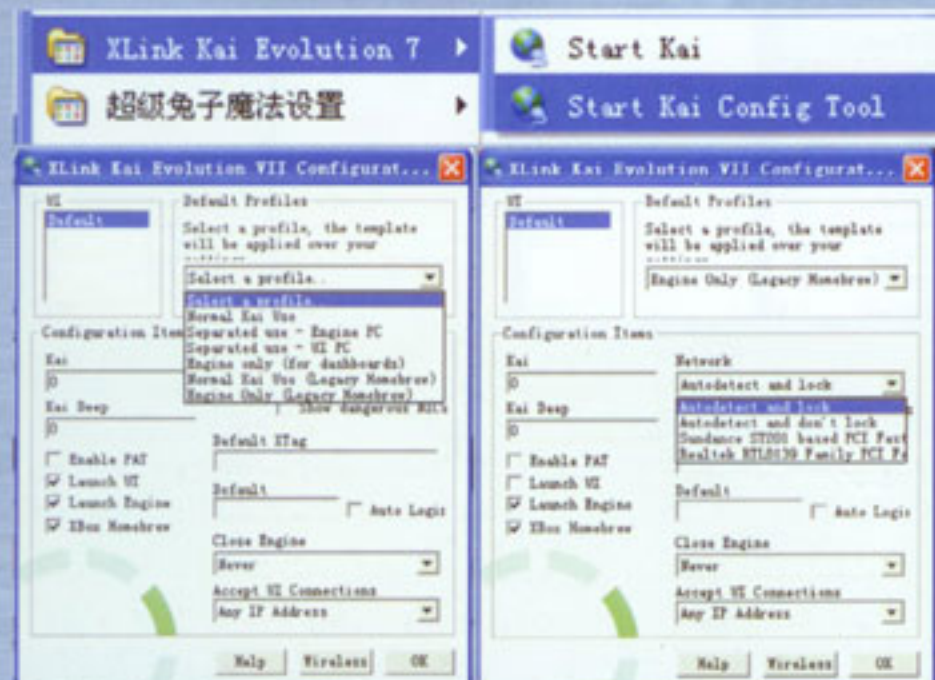 XLink Kai Evolution 7
Start Kai
超级兔子魔法设置
Start Kai Config Tool
XLink Kai Evolution VII Configurat...
UI
Default
Default Profiles
Select a profile, the template
will be applied over your
Select a profile..
Select a profile..
Normal Kai Use
Separated use - Engine PC
Separated use - UI PC
Engine only (for dashboards)
Normal Kai Use (Legacy Homebrew)
Engine Only (Legacy Homebrew)
Configuration Item
Kai
0
Kai Deep
0
Show dangerous NICs
Enable PAT
Launch UI
Launch Engine
XBox Homebrew
Default XTag
Default
Auto Login
Close Engine
Never
Accept UI Connections
Any IP Address
Help
Wireless
OK
XLink Kai Evolution VII Configurat...
UI
Default
Default Profiles
Select a profile, the template
will be applied over your
Engine Only (Legacy Homebrew)
Configuration Items
Kai
0
Kai Deep
0
Network
Autodetect and lock
Autodetect and lock
Autodetect and don't lock
Sundance ST201 based PCI Fast
Realtek RTL8139 Family PCI Fa
Enable PAT
Launch UI
Launch Engine
XBox Homebrew
Default
Auto Login
Close Engine
Never
Accept UI Connections
Any IP Address
Help
Wireless
OK